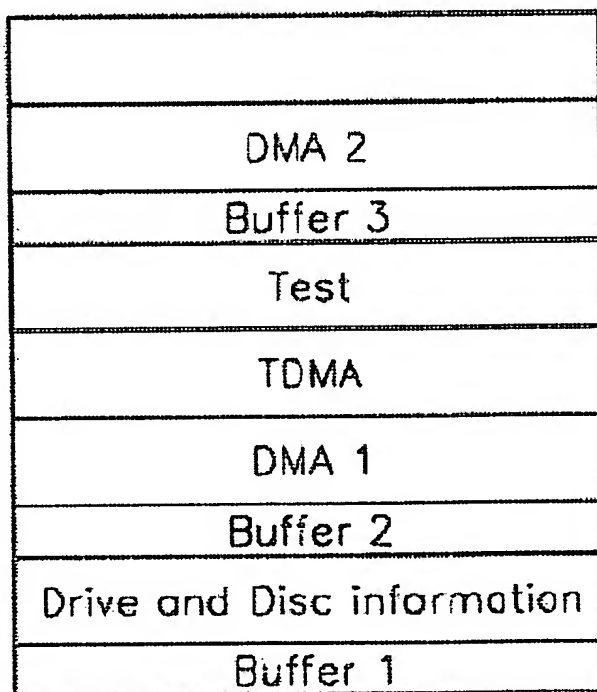 DMA 2
Buffer 3
Test
TDMA
DMA 1
Buffer 2
Drive and Disc information
Buffer 1